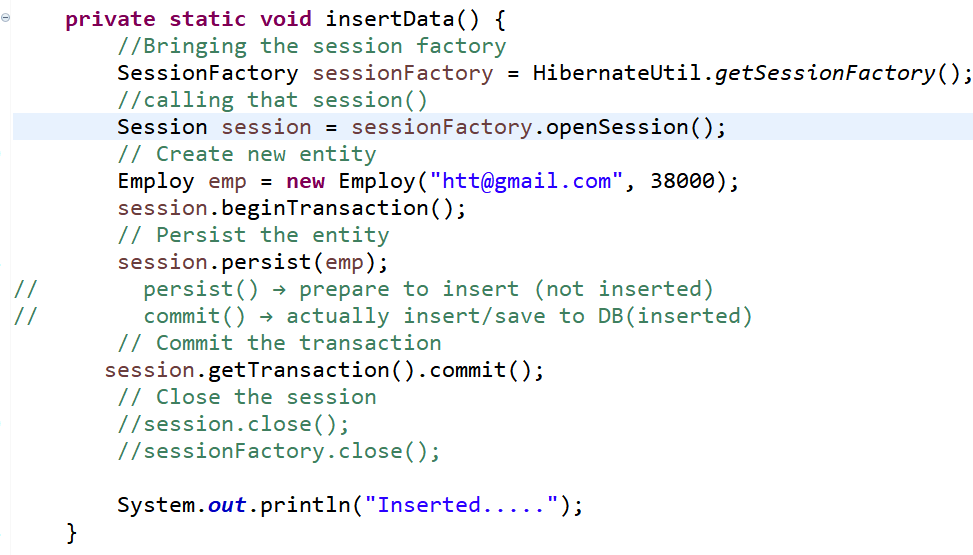 private static void insertData() {
//Bringing the session factory
SessionFactory sessionFactory = HibernateUtil.getSessionFactory();
//calling that session()
Session session = sessionFactory.openSession();
// Create new entity
Employ emp = new Employ("htt@gmail.com", 38000);
session.beginTransaction();
// Persist the entity
session.persist(emp);
// persist() → prepare to insert (not inserted)
// commit() → actually insert/save to DB(inserted)
// Commit the transaction
session.getTransaction().commit();
// Close the session
//session.close();
//sessionFactory.close();
System.out.println("Inserted.....");
}